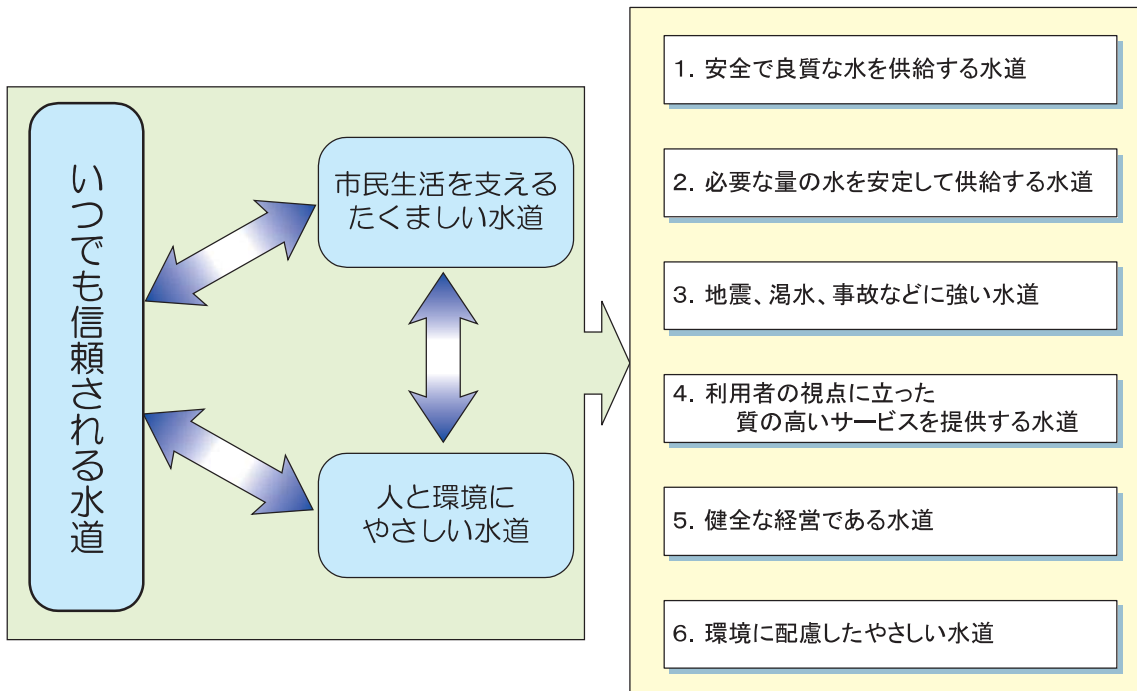 いつでも信頼される水道
市民生活を支える
たくましい水道
人と環境に
やさしい水道
1. 安全で良質な水を供給する水道
2. 必要な量の水を安定して供給する水道
3. 地震、渇水、事故などに強い水道
4. 利用者の視点に立った
質の高いサービスを提供する水道
5. 健全な経営である水道
6. 環境に配慮したやさしい水道